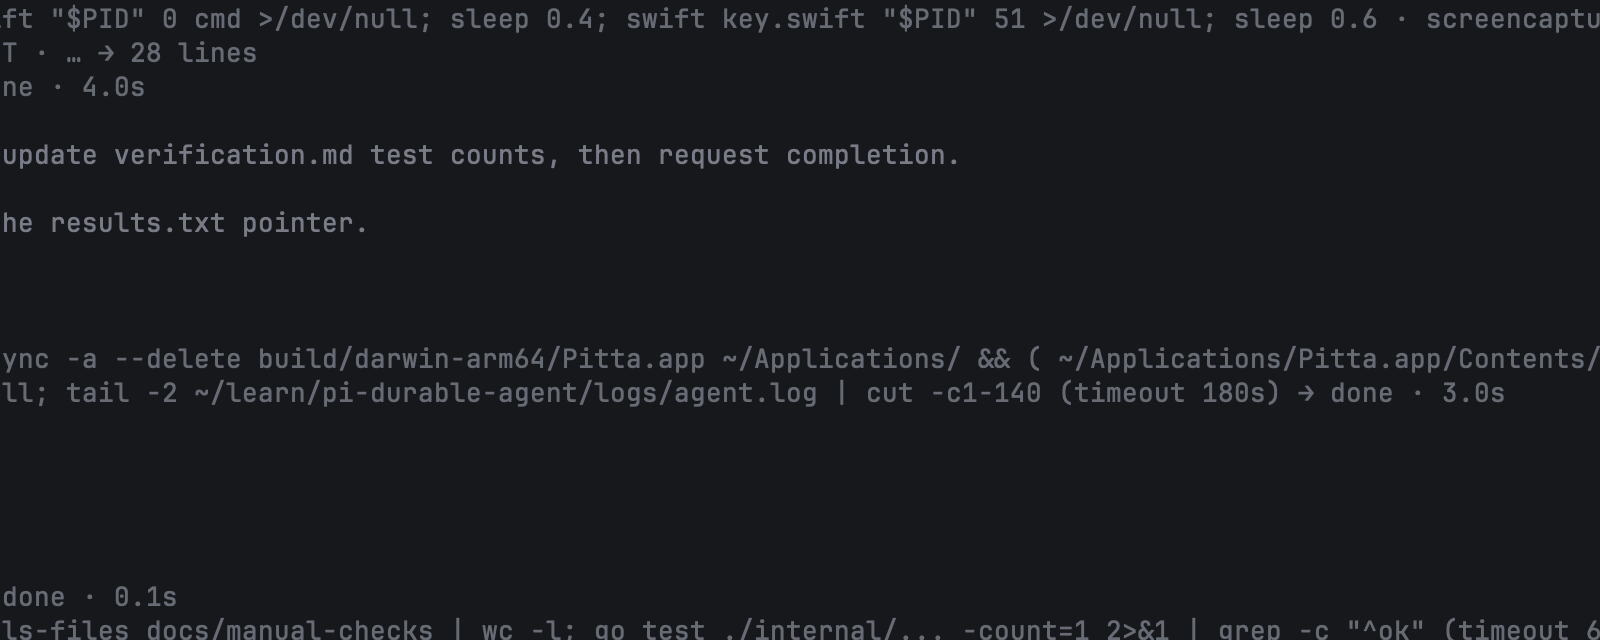 ft "$PID" 0 cmd >/dev/null; sleep 0.4; swift key.swift "$PID" 51 >/dev/null; sleep 0.6 · screencaptu
T · … → 28 lines
ne · 4.0s
update verification.md test counts, then request completion.
he results.txt pointer.
ync -a --delete build/darwin-arm64/Pitta.app ~/Applications/ && ( ~/Applications/Pitta.app/Contents/
ll; tail -2 ~/learn/pi-durable-agent/logs/agent.log | cut -c1-140 (timeout 180s) → done · 3.0s
done · 0.1s
ls-files docs/manual-checks | wc -l; go test ./internal/... -count=1 2>&1 | grep -c "^ok" (timeout 6